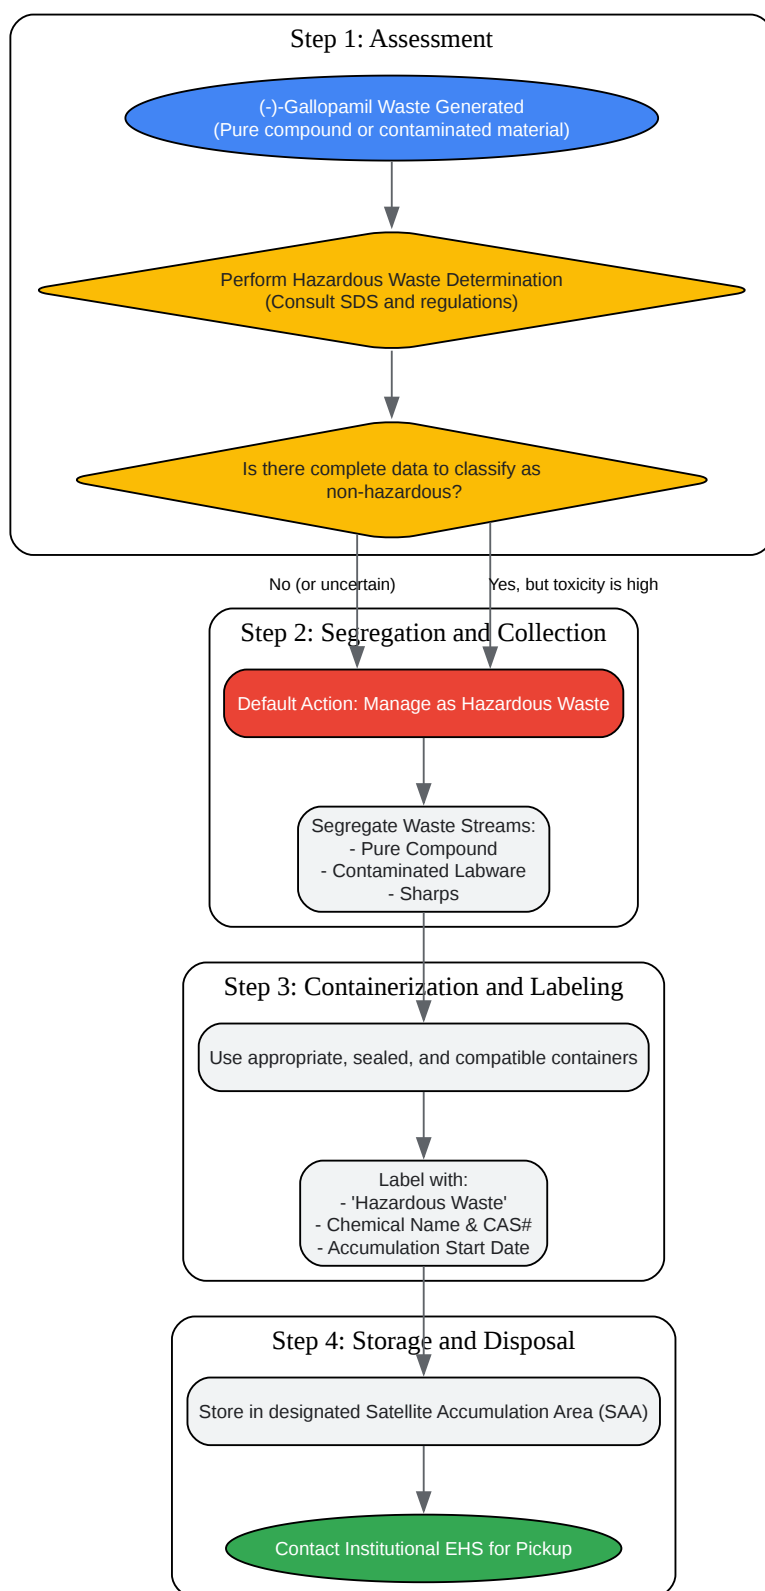 Step 1: Assessment
(-)-Gallopamil Waste Generated
(Pure compound or contaminated material)
Perform Hazardous Waste Determination
(Consult SDS and regulations)
Is there complete data to classify as
non-hazardous?
No (or uncertain)
Yes, but toxicity is high
Step 2: Segregation and Collection
Default Action: Manage as Hazardous Waste
Segregate Waste Streams:
- Pure Compound
- Contaminated Labware
- Sharps
Step 3: Containerization and Labeling
Use appropriate, sealed, and compatible containers
Label with:
- 'Hazardous Waste'
- Chemical Name & CAS#
- Accumulation Start Date
Step 4: Storage and Disposal
Store in designated Satellite Accumulation Area (SAA)
Contact Institutional EHS for Pickup